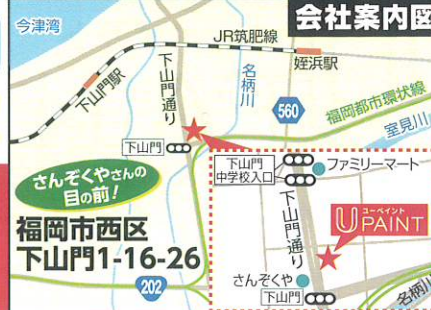 会社案内図
今津湾
JR筑肥線
姪浜駅
下山門駅
下山門通り
名柄川
560
福岡都市環状線
室見川
下山門
さんぞくやさんの
目の前!
福岡市西区
下山門1-16-26
202
下山門
中学校入口
ファミリーマート
下山門通り
ユーペイント
UPAINT
さんぞくや
下山門
名柄川